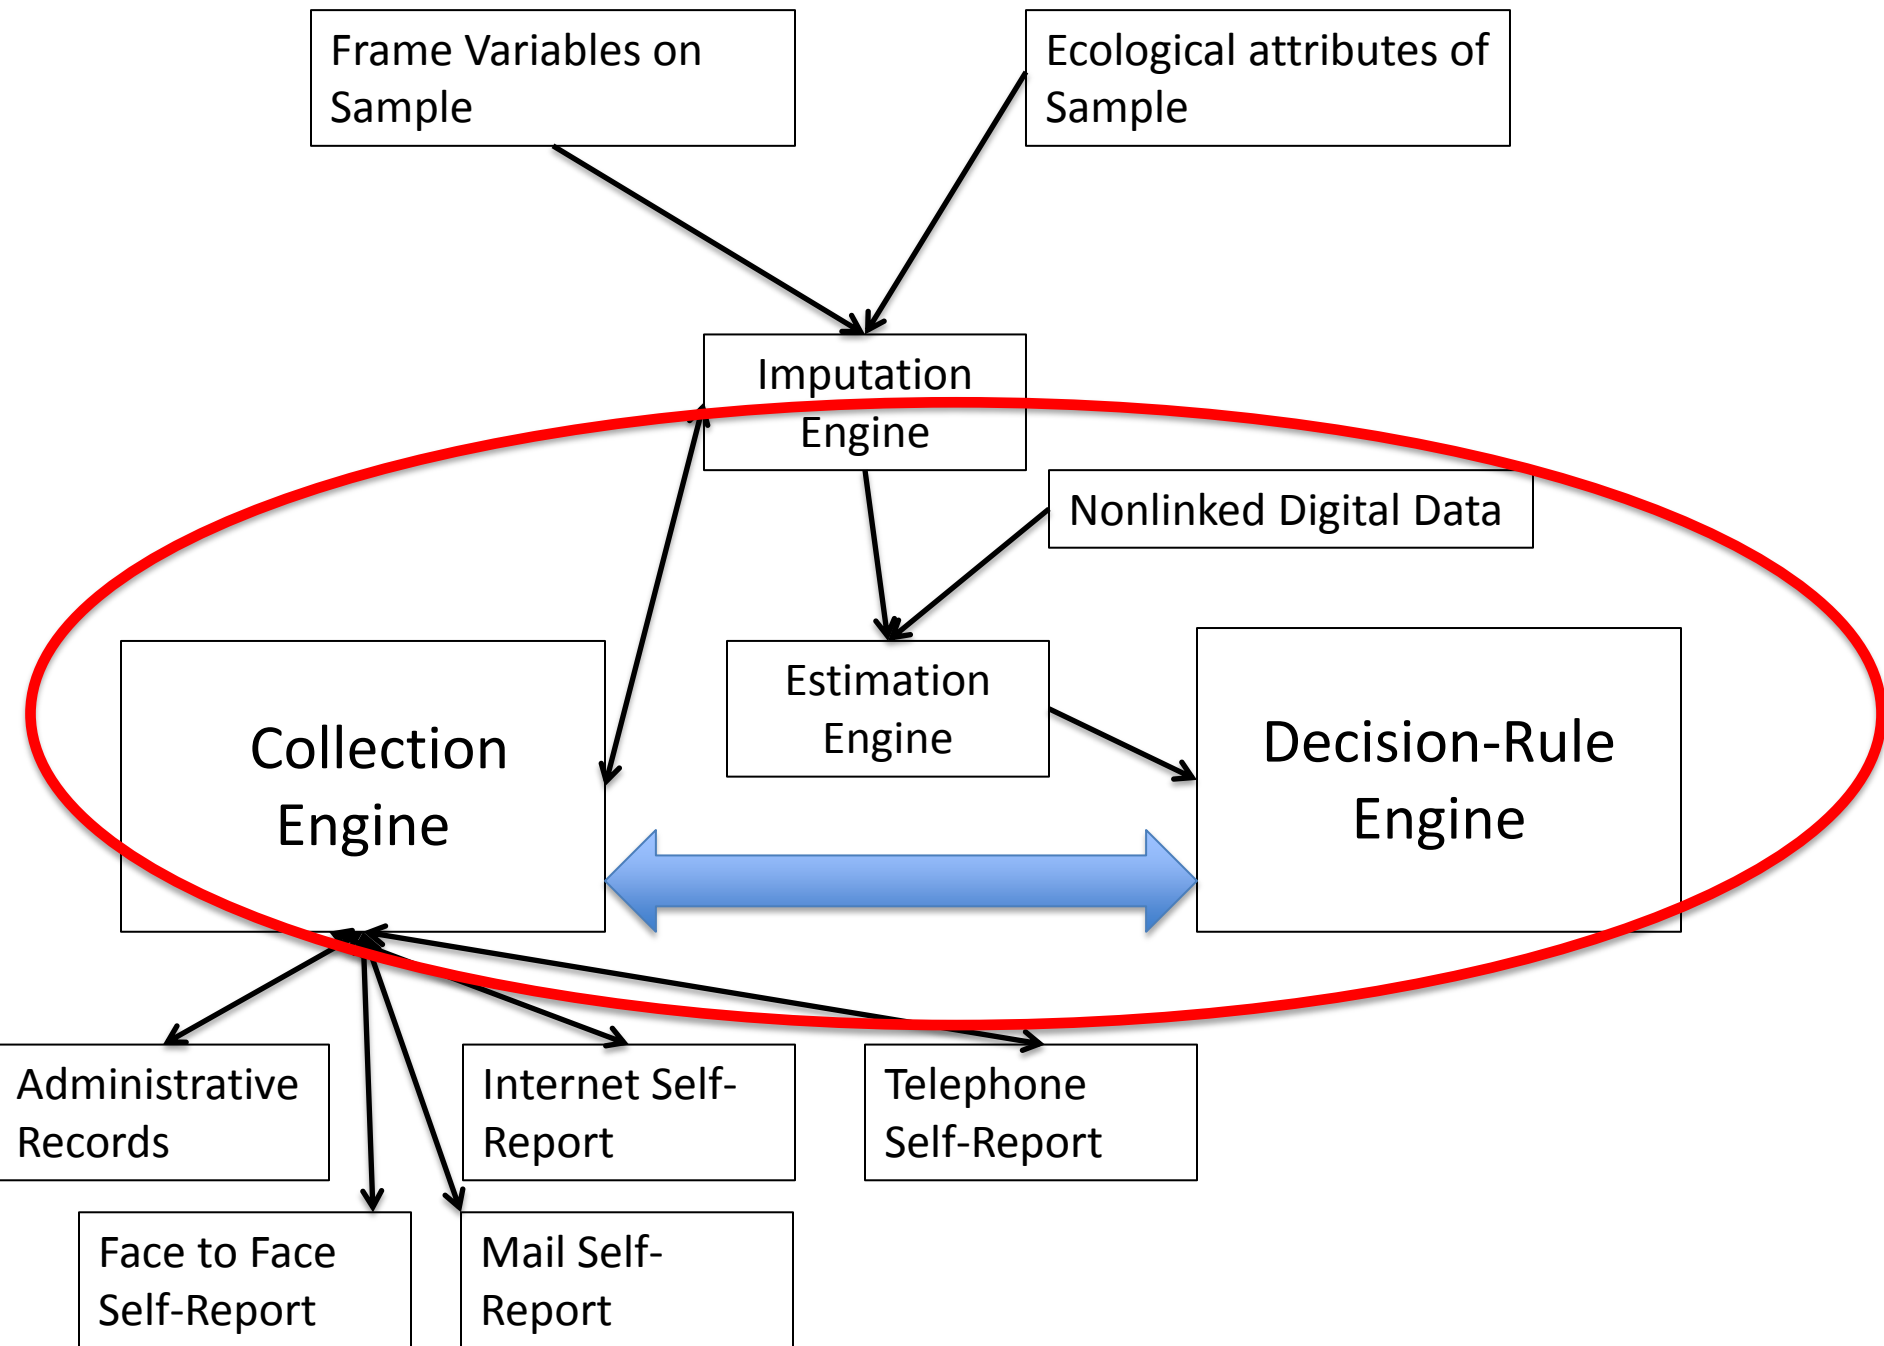 Frame Variables on
Sample
Ecological attributes of
Sample
Imputation
Engine
Nonlinked Digital Data
Estimation
Engine
Collection
Engine
Decision-Rule
Engine
Administrative
Records
Internet Self-
Report
Telephone
Self-Report
Face to Face
Self-Report
Mail Self-
Report